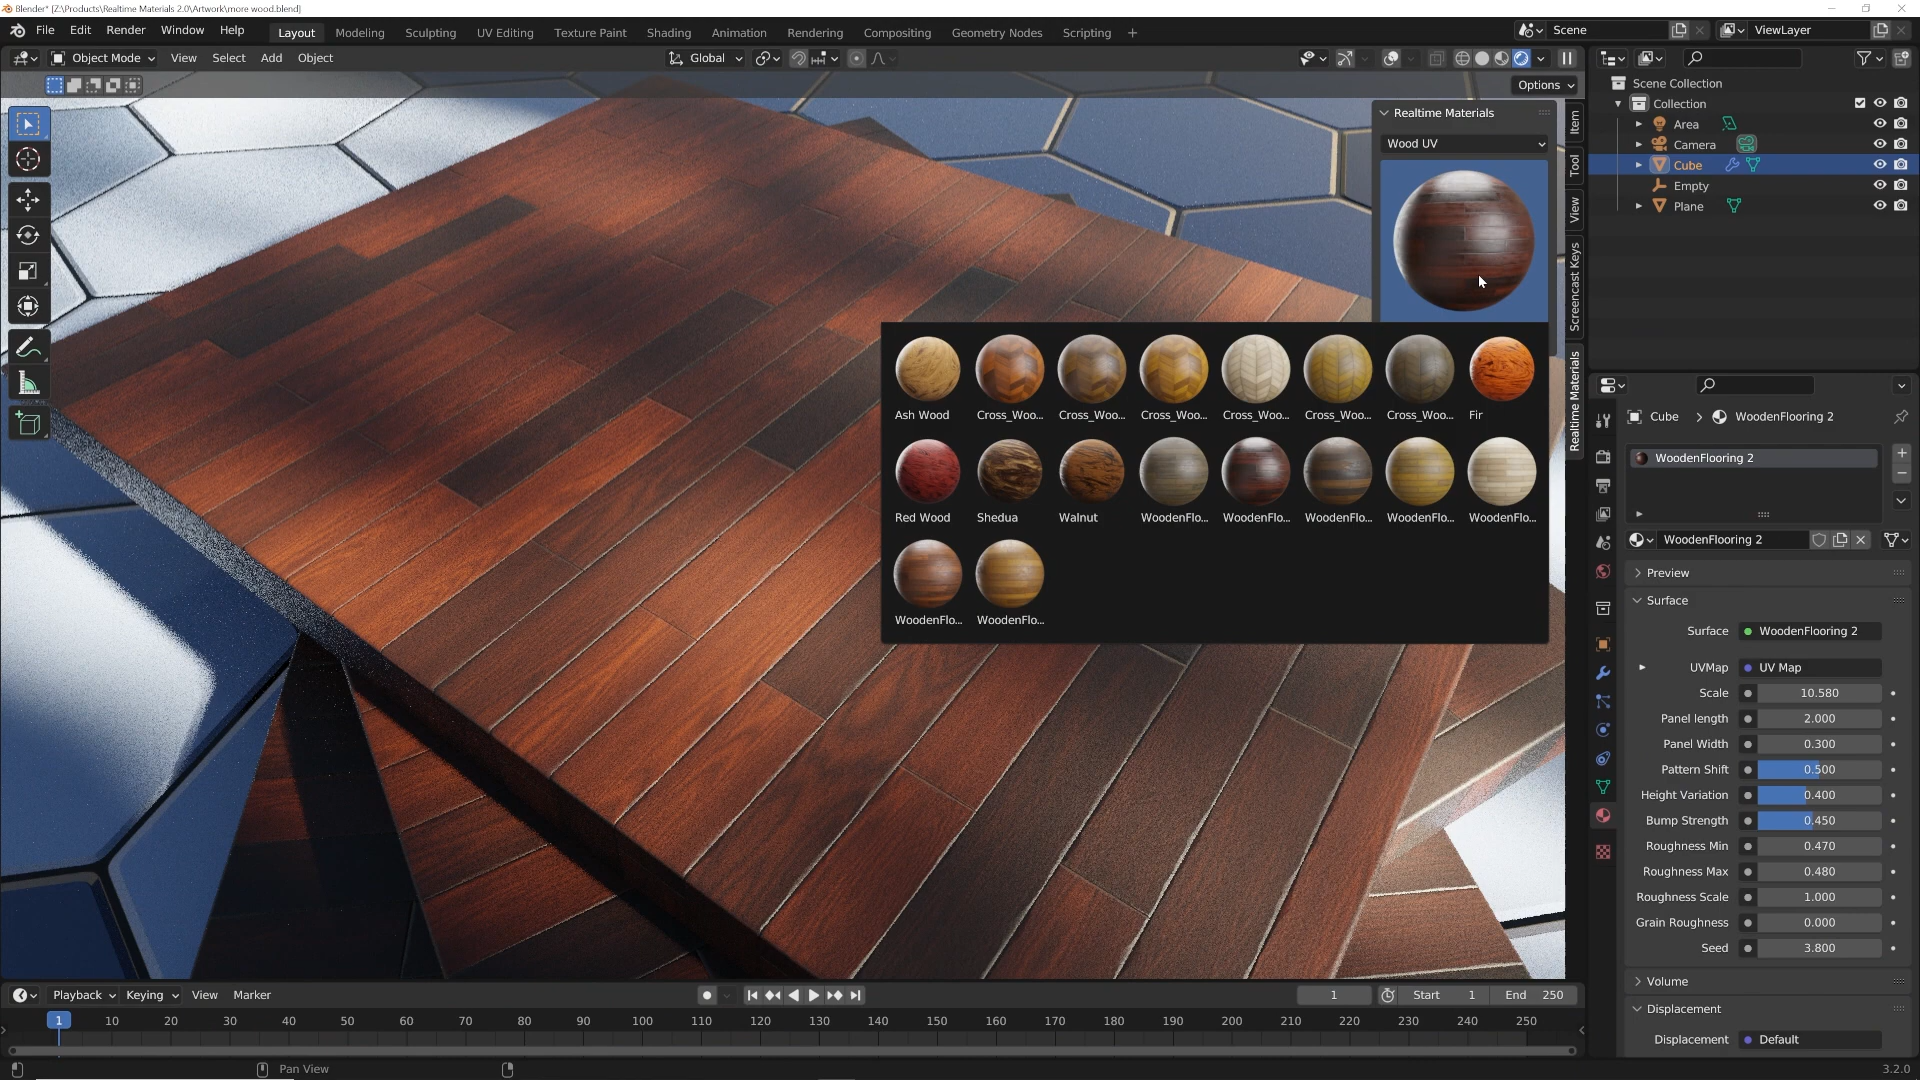 Blender* [Z:\Products\Realtime Materials 2.0\Artwork\more wood.blend]
File Edit Render Window Help Layout Modeling Sculpting UV Editing Texture Paint Shading Animation Rendering Compositing Geometry Nodes Scripting + Scene ViewLayer
Object Mode View Select Add Object Global
Options
Realtime Materials
Wood UV
Item
Tool
View
Screencast Keys
Realtime Materials
Ash Wood Cross_Woo... Cross_Woo... Cross_Woo... Cross_Woo... Cross_Woo... Cross_Woo... Fir
Red Wood Shedua Walnut WoodenFlo... WoodenFlo... WoodenFlo... WoodenFlo... WoodenFlo...
WoodenFlo... WoodenFlo...
Scene Collection
Collection
Area
Camera
Cube
Empty
Plane
Cube > WoodenFlooring 2
WoodenFlooring 2
WoodenFlooring 2
Preview
Surface
Surface WoodenFlooring 2
UVMap UV Map
Scale 10.580
Panel length 2.000
Panel Width 0.300
Pattern Shift 0.500
Height Variation 0.400
Bump Strength 0.450
Roughness Min 0.470
Roughness Max 0.480
Roughness Scale 1.000
Grain Roughness 0.000
Seed 3.800
Volume
Displacement
Displacement Default
Playback Keying View Marker 1 Start 1 End 250
1 10 20 30 40 50 60 70 80 90 100 110 120 130 140 150 160 170 180 190 200 210 220 230 240 250
Pan View
3.2.0